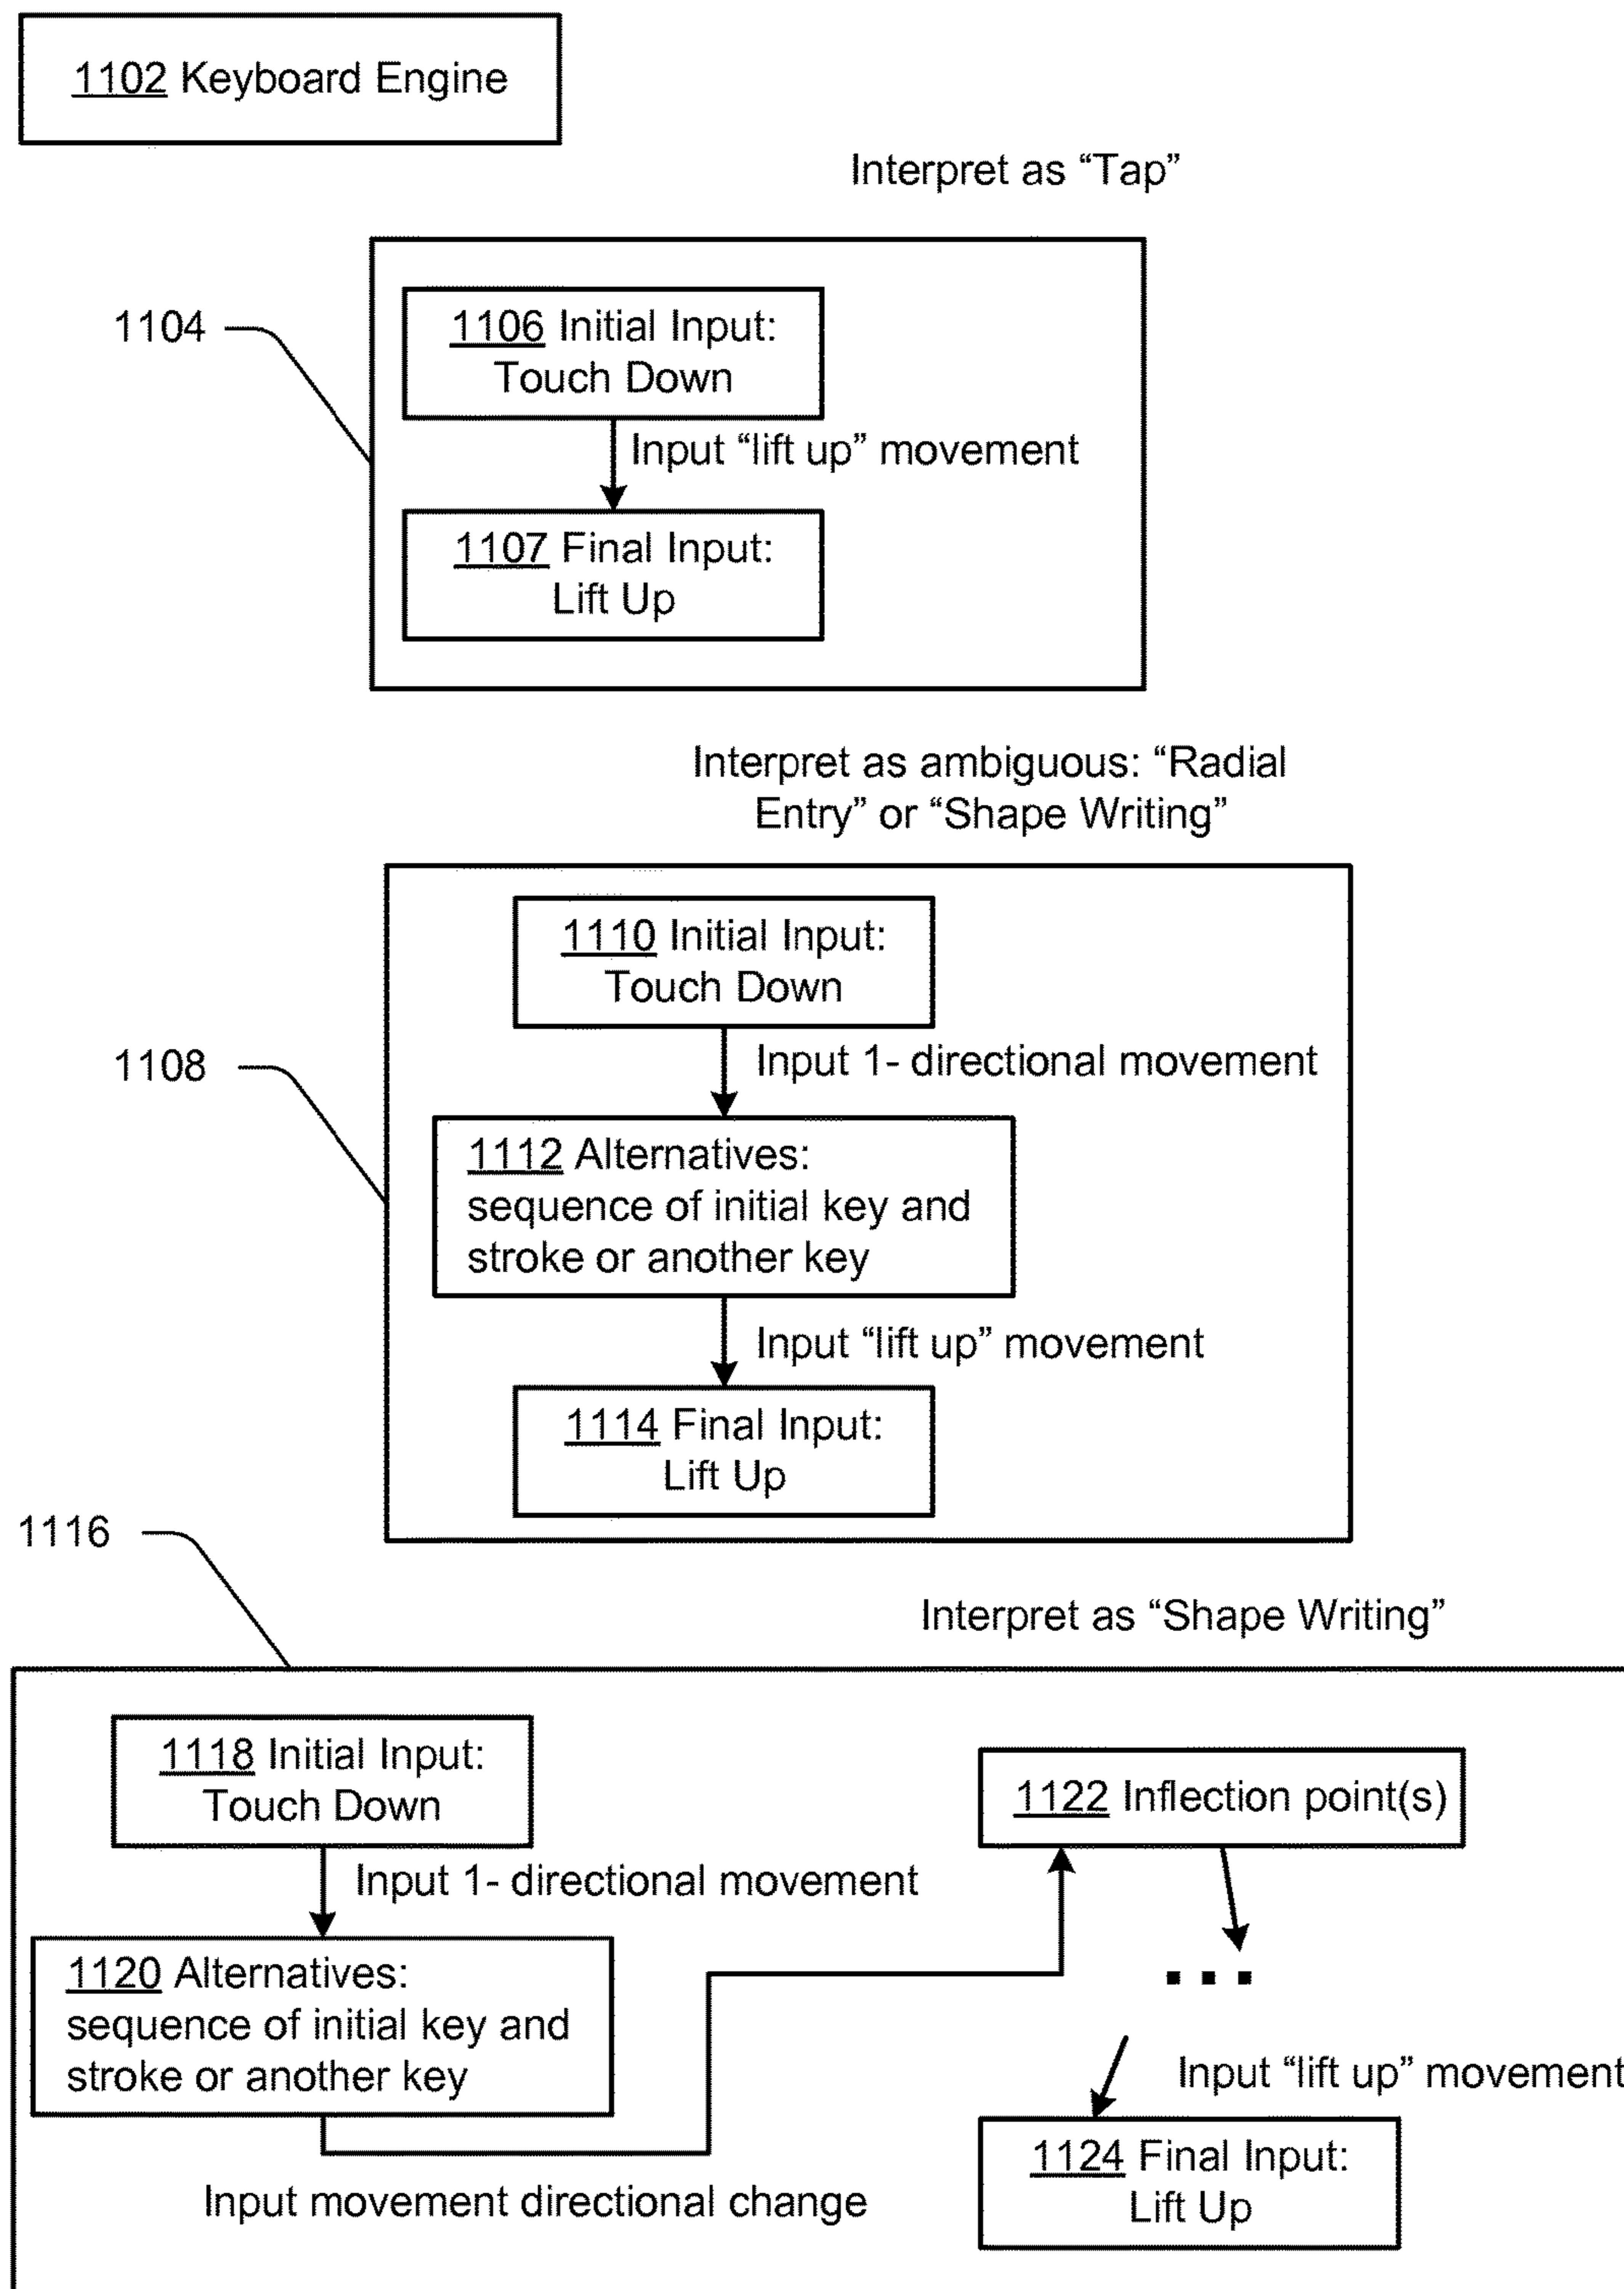 1102 Keyboard Engine
Interpret as “Tap”
1104
1106 Initial Input:
Touch Down
Input “lift up” movement
1107 Final Input:
Lift Up
Interpret as ambiguous: “Radial
Entry” or “Shape Writing”
1108
1110 Initial Input:
Touch Down
Input 1- directional movement
1112 Alternatives:
sequence of initial key and
stroke or another key
Input “lift up” movement
1114 Final Input:
Lift Up
1116
Interpret as “Shape Writing”
1118 Initial Input:
Touch Down
Input 1- directional movement
1120 Alternatives:
sequence of initial key and
stroke or another key
Input movement directional change
1122 Inflection point(s)
...
Input “lift up” movement
1124 Final Input:
Lift Up